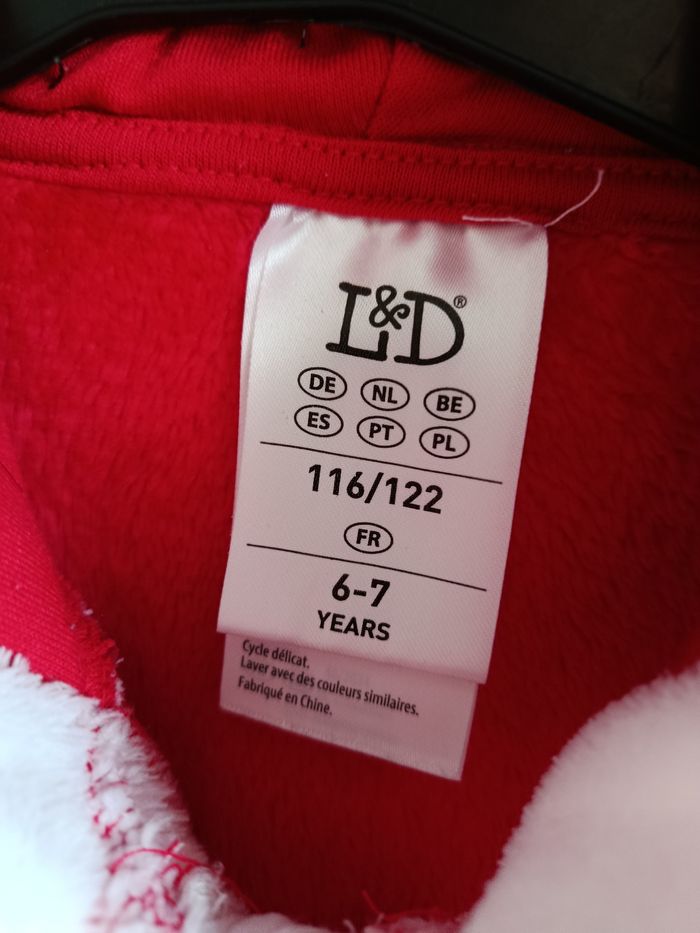 L&D®
DE NL BE
ES PT PL
116/122
FR
6-7
YEARS
Cycle délicat.
Laver avec des couleurs similaires.
Fabriqué en Chine.